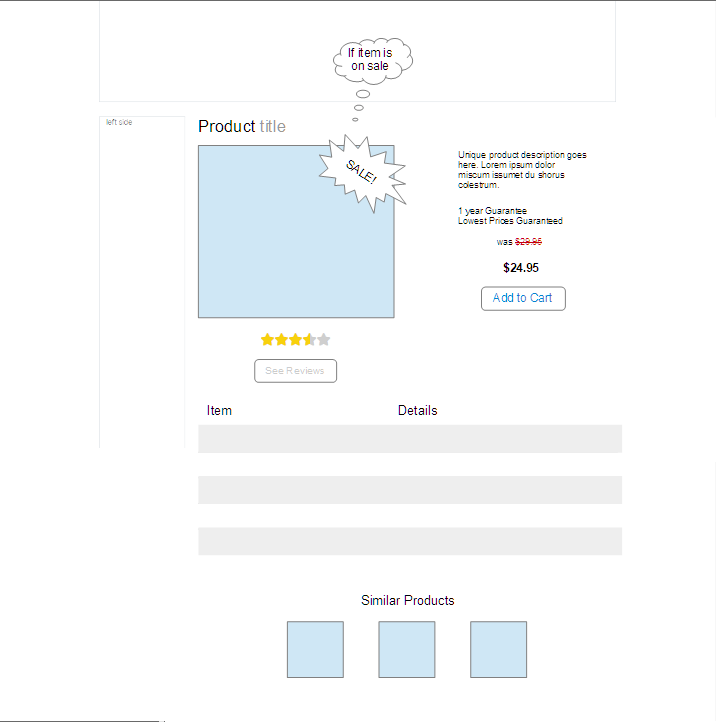 If item is
on sale
left side
Product title
SALE!
Unique product description goes
here. Lorem ipsum dolor
miscum issumet du shorus
colestrum.
1 year Guarantee
Lowest Prices Guaranteed
was $29.95
$24.95
Add to Cart
See Reviews
Item Details
Similar Products